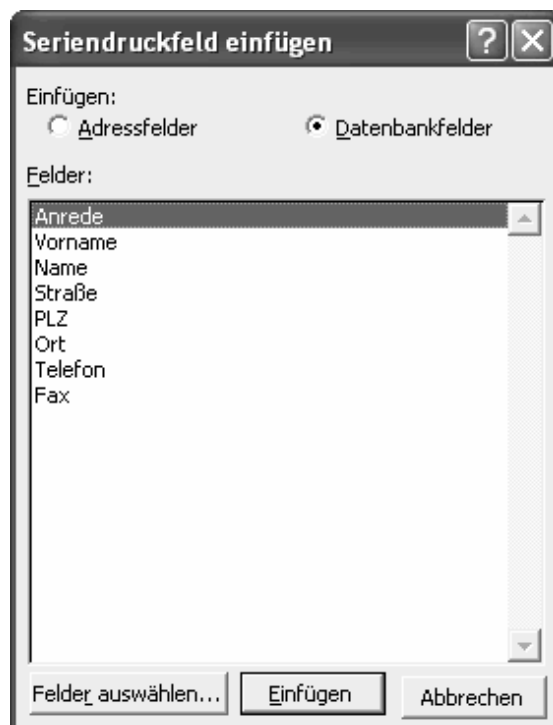 Seriendruckfeld einfügen
Einfügen:
Adressfelder Datenbankfelder
Felder:
Anrede
Vorname
Name
Straße
PLZ
Ort
Telefon
Fax
Felder auswählen... Einfügen Abbrechen